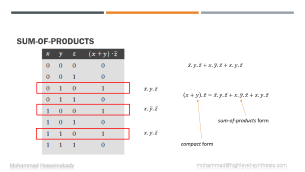 SUM-OF-PRODUCTS
x y z (x + y) · z̄
0 0 0 0
0 0 1 0
0 1 0 1
0 1 1 0
1 0 0 1
1 0 1 0
1 1 0 1
1 1 1 0
(x + y). z̄ =
sum-of-products form
compact form
Mohammad Hosseinabady
mohammad@highlevel-synthesis.com